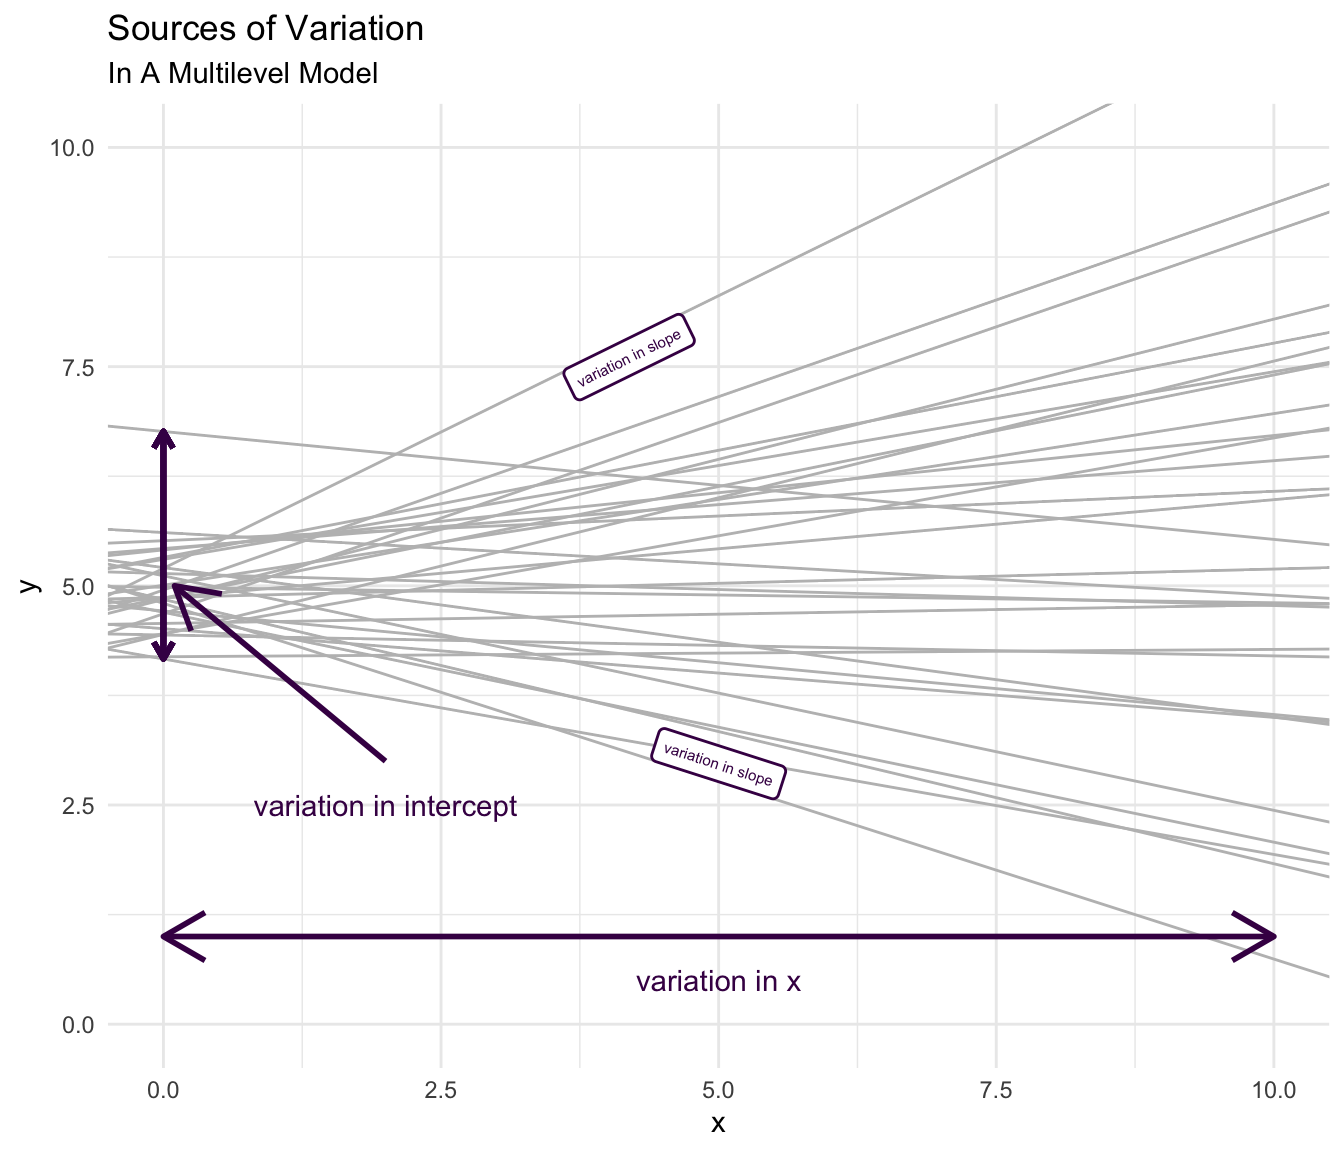 Sources of Variation
In A Multilevel Model
10.0
7.5
5.0
2.5
0.0
y
variation in slope
variation in slope
variation in intercept
variation in x
0.0 2.5 5.0 7.5 10.0
x